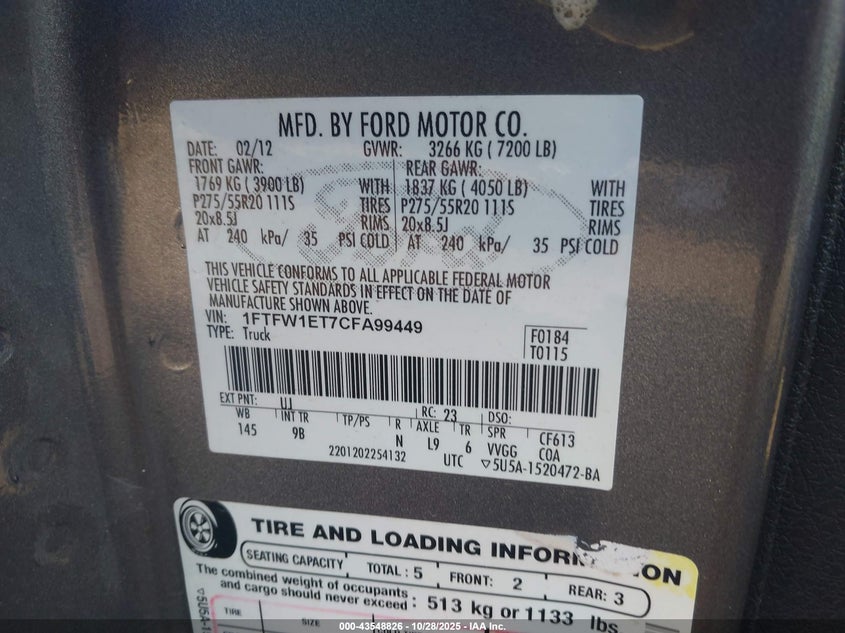 MFD. BY FORD MOTOR CO.
DATE: 02/12 GVWR: 3266 KG ( 7200 LB)
FRONT GAWR: REAR GAWR:
1769 KG ( 3900 LB) WITH 1837 KG ( 4050 LB) WITH
P275/55R20 111S TIRES P275/55R20 111S TIRES
20x8.5J RIMS 20x8.5J RIMS
AT 240 kPa/ 35 PSI COLD AT 240 kPa/ 35 PSI COLD
Ford
THIS VEHICLE CONFORMS TO ALL APPLICABLE FEDERAL MOTOR
VEHICLE SAFETY STANDARDS IN EFFECT ON THE DATE OF
MANUFACTURE SHOWN ABOVE.
VIN: 1FTFW1ET7CFA99449
TYPE: Truck
F0184
T0115
EXT PNT: UJ RC: 23 DSO:
WB INT TR TP/PS R AXLE TR SPR CF613
145 9B N L9 6 VVGG COA
2201202254132 UTC ▽5U5A-1520472-BA
TIRE AND LOADING INFORMATION
SEATING CAPACITY TOTAL : 5 FRONT: 2 REAR: 3
The combined weight of occupants
and cargo should never exceed : 513 kg or 1133 lbs
TIRE SIZE
000-43548826 - 10/28/2025 - IAA, Inc.